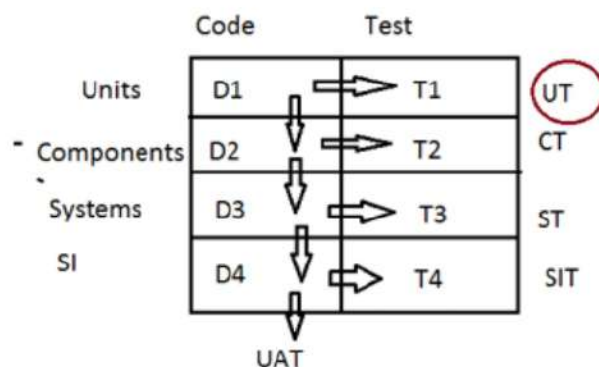 Code Test
Units D1 T1 UT
Components D2 T2 CT
Systems D3 T3 ST
SI D4 T4 SIT
UAT